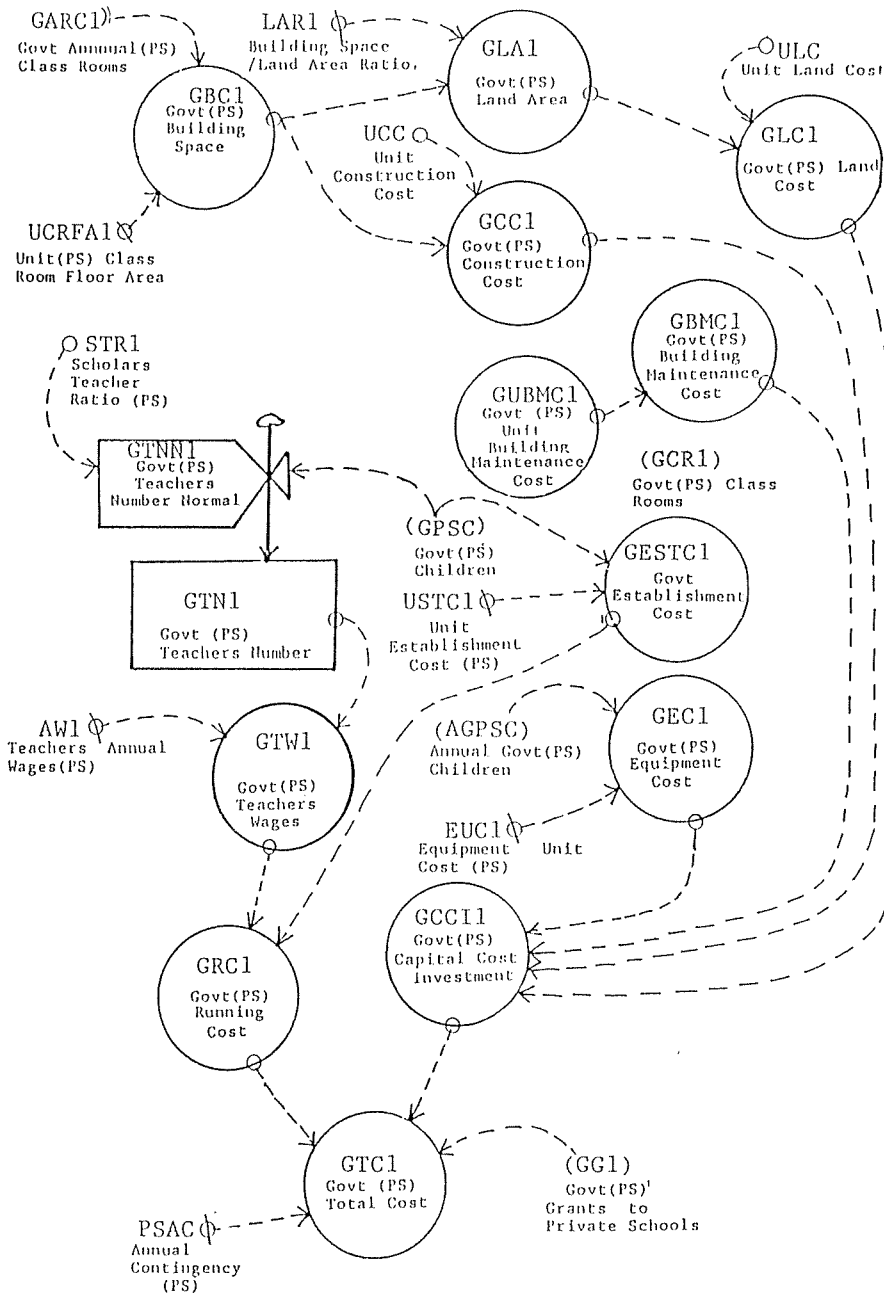 GARC1
Govt Annnual(PS)
Class Rooms
LAR1
Building Space
/Land Area Ratio,
GLA1
Govt(PS)
Land Area
ULC
Unit Land Cost
GBC1
Govt(PS)
Building
Space
UCC
Unit
Construction
Cost
GLC1
Govt(PS) Land
Cost
UCRFA1
Unit(PS) Class
Room Floor Area
GCC1
Govt(PS)
Construction
Cost
STR1
Scholars
Teacher
Ratio (PS)
GBMC1
Govt(PS)
Building
Maintenance
Cost
GUBMC1
Govt (PS)
Unit
Building
Maintenance
Cost
GTNN1
Govt(PS)
Teachers
Number Normal
(GCR1)
Govt(PS) Class
Rooms
(GPSC)
Govt(PS)
Children
GESTC1
Govt
Establishment
Cost
GTN1
Govt (PS)
Teachers Number
USTC1
Unit
Establishment
Cost (PS)
AW1
Teachers Annual
Wages(PS)
GTW1
Govt(PS)
Teachers
Wages
(AGPSC)
Annual Govt(PS)
Children
GEC1
Govt(PS)
Equipment
Cost
EUC1
Equipment Unit
Cost (PS)
GCCI1
Govt(PS)
Capital Cost
Investment
GRC1
Govt(PS)
Running
Cost
GTC1
Govt (PS)
Total Cost
(GG1)
Govt(PS)
Grants to
Private Schools
PSAC
Annual
Contingency
(PS)